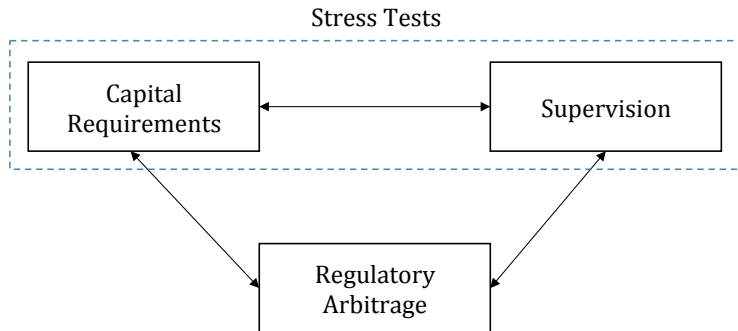 Stress Tests
Capital
Requirements
Supervision
Regulatory
Arbitrage